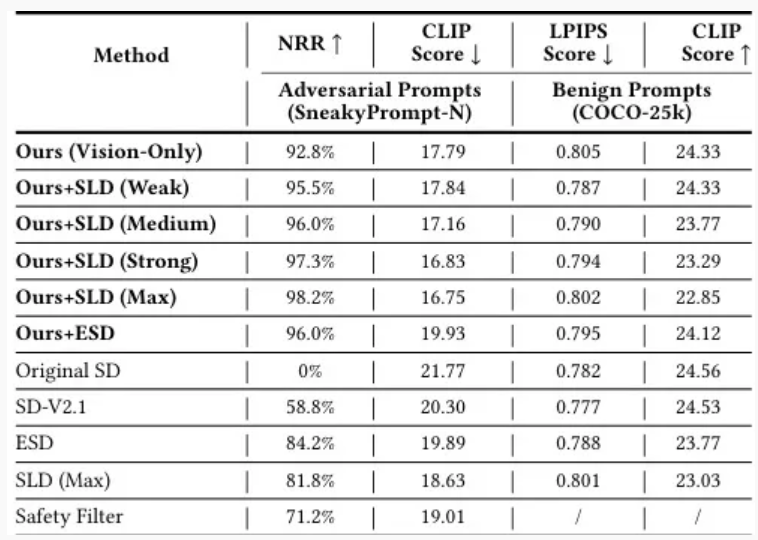 Method | NRR ↑ | CLIP Score ↓ | LPIPS Score ↓ | CLIP Score ↑
Adversarial Prompts (SneakyPrompt-N) | Benign Prompts (COCO-25k)
Ours (Vision-Only) | 92.8% | 17.79 | 0.805 | 24.33
Ours+SLD (Weak) | 95.5% | 17.84 | 0.787 | 24.33
Ours+SLD (Medium) | 96.0% | 17.16 | 0.790 | 23.77
Ours+SLD (Strong) | 97.3% | 16.83 | 0.794 | 23.29
Ours+SLD (Max) | 98.2% | 16.75 | 0.802 | 22.85
Ours+ESD | 96.0% | 19.93 | 0.795 | 24.12
Original SD | 0% | 21.77 | 0.782 | 24.56
SD-V2.1 | 58.8% | 20.30 | 0.777 | 24.53
ESD | 84.2% | 19.89 | 0.788 | 23.77
SLD (Max) | 81.8% | 18.63 | 0.801 | 23.03
Safety Filter | 71.2% | 19.01 | / | /